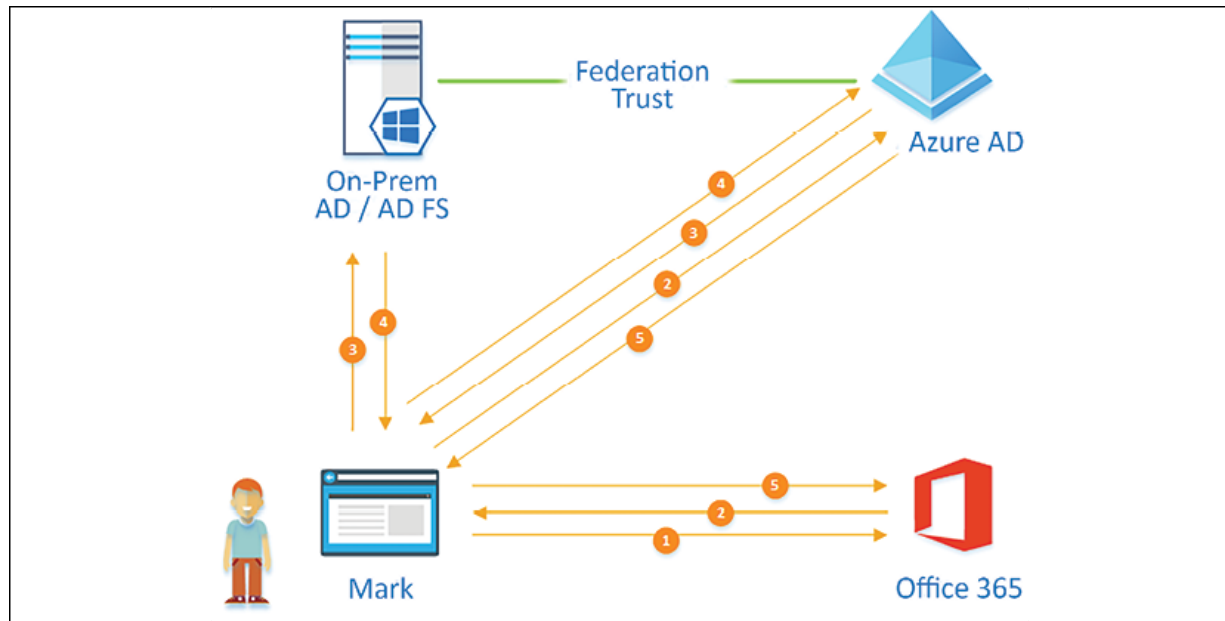 Federation
Trust
Azure AD
On-Prem
AD / AD FS
4
3
2
5
4
3
5
2
1
Mark
Office 365